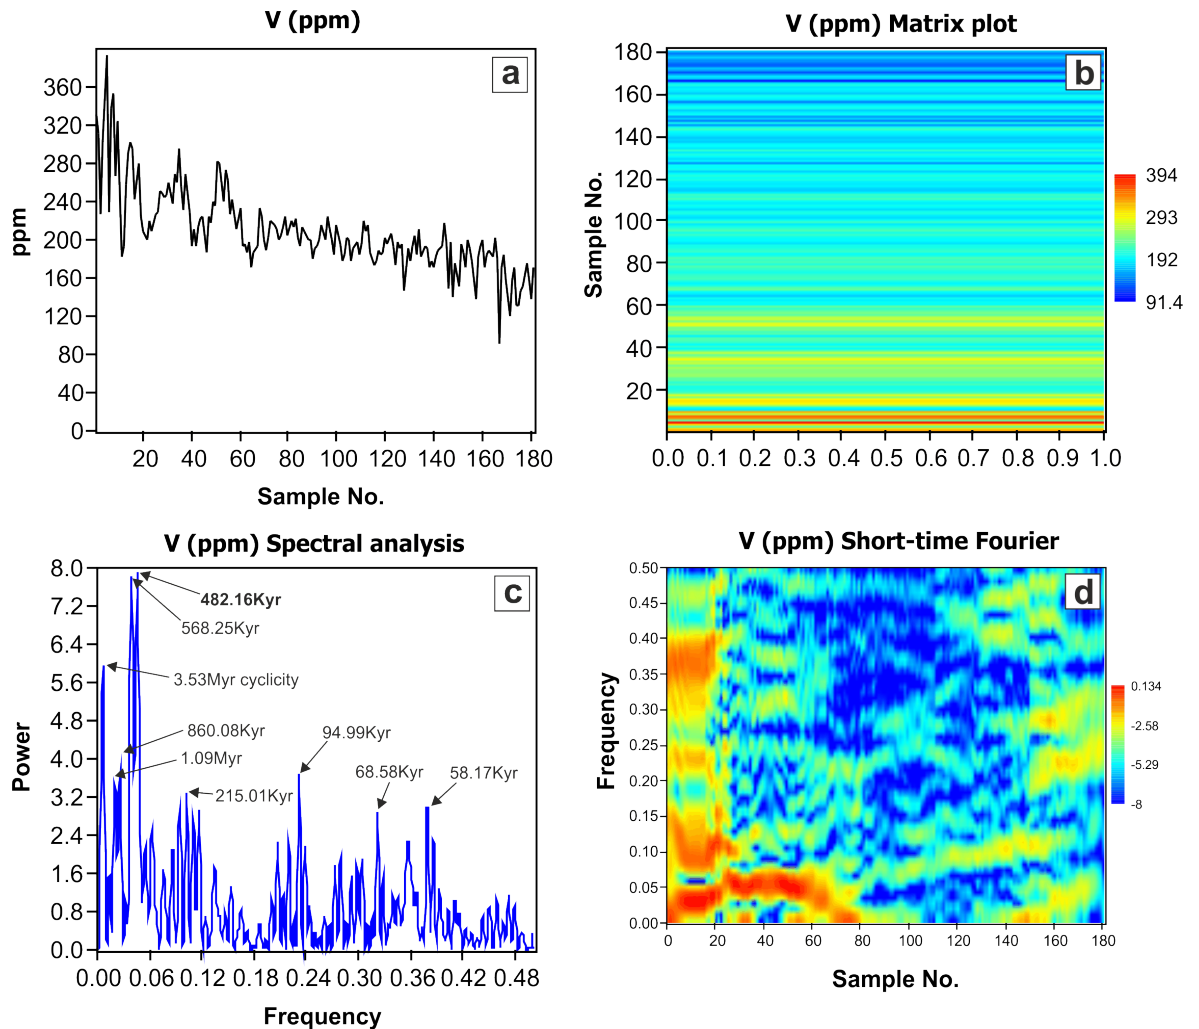 V (ppm)
a
360
320
280
240
200
160
120
80
40
0
ppm
20 40 60 80 100 120 140 160 180
Sample No.
V (ppm) Matrix plot
b
180
160
140
120
100
80
60
40
20
Sample No.
0.0 0.1 0.2 0.3 0.4 0.5 0.6 0.7 0.8 0.9 1.0
394
293
192
91.4
V (ppm) Spectral analysis
c
8.0
7.2
6.4
5.6
4.8
4.0
3.2
2.4
1.6
0.8
0.0
Power
482.16Kyr
568.25Kyr
3.53Myr cyclicity
860.08Kyr
1.09Myr
215.01Kyr
94.99Kyr
68.58Kyr
58.17Kyr
0.00 0.06 0.12 0.18 0.24 0.30 0.36 0.42 0.48
Frequency
V (ppm) Short-time Fourier
d
0.50
0.45
0.40
0.35
0.30
0.25
0.20
0.15
0.10
0.05
0.00
Frequency
0 20 40 60 80 100 120 140 160 180
Sample No.
0.134
-2.58
-5.29
-8